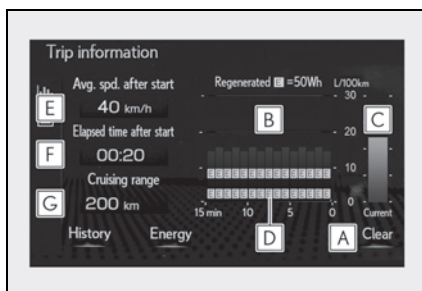 Trip information
Avg. spd. after start
Regenerated E =50Wh
L/100km
E
40 km/h
30
B
C
Elapsed time after start
20
F
00:20
Cruising range
10
E E E E E E E E E E E E E E E
E E E E E E E E E E E E E E E
G
200 km
0
15 min 10 5 0
Current
History
Energy
D
A
Clear